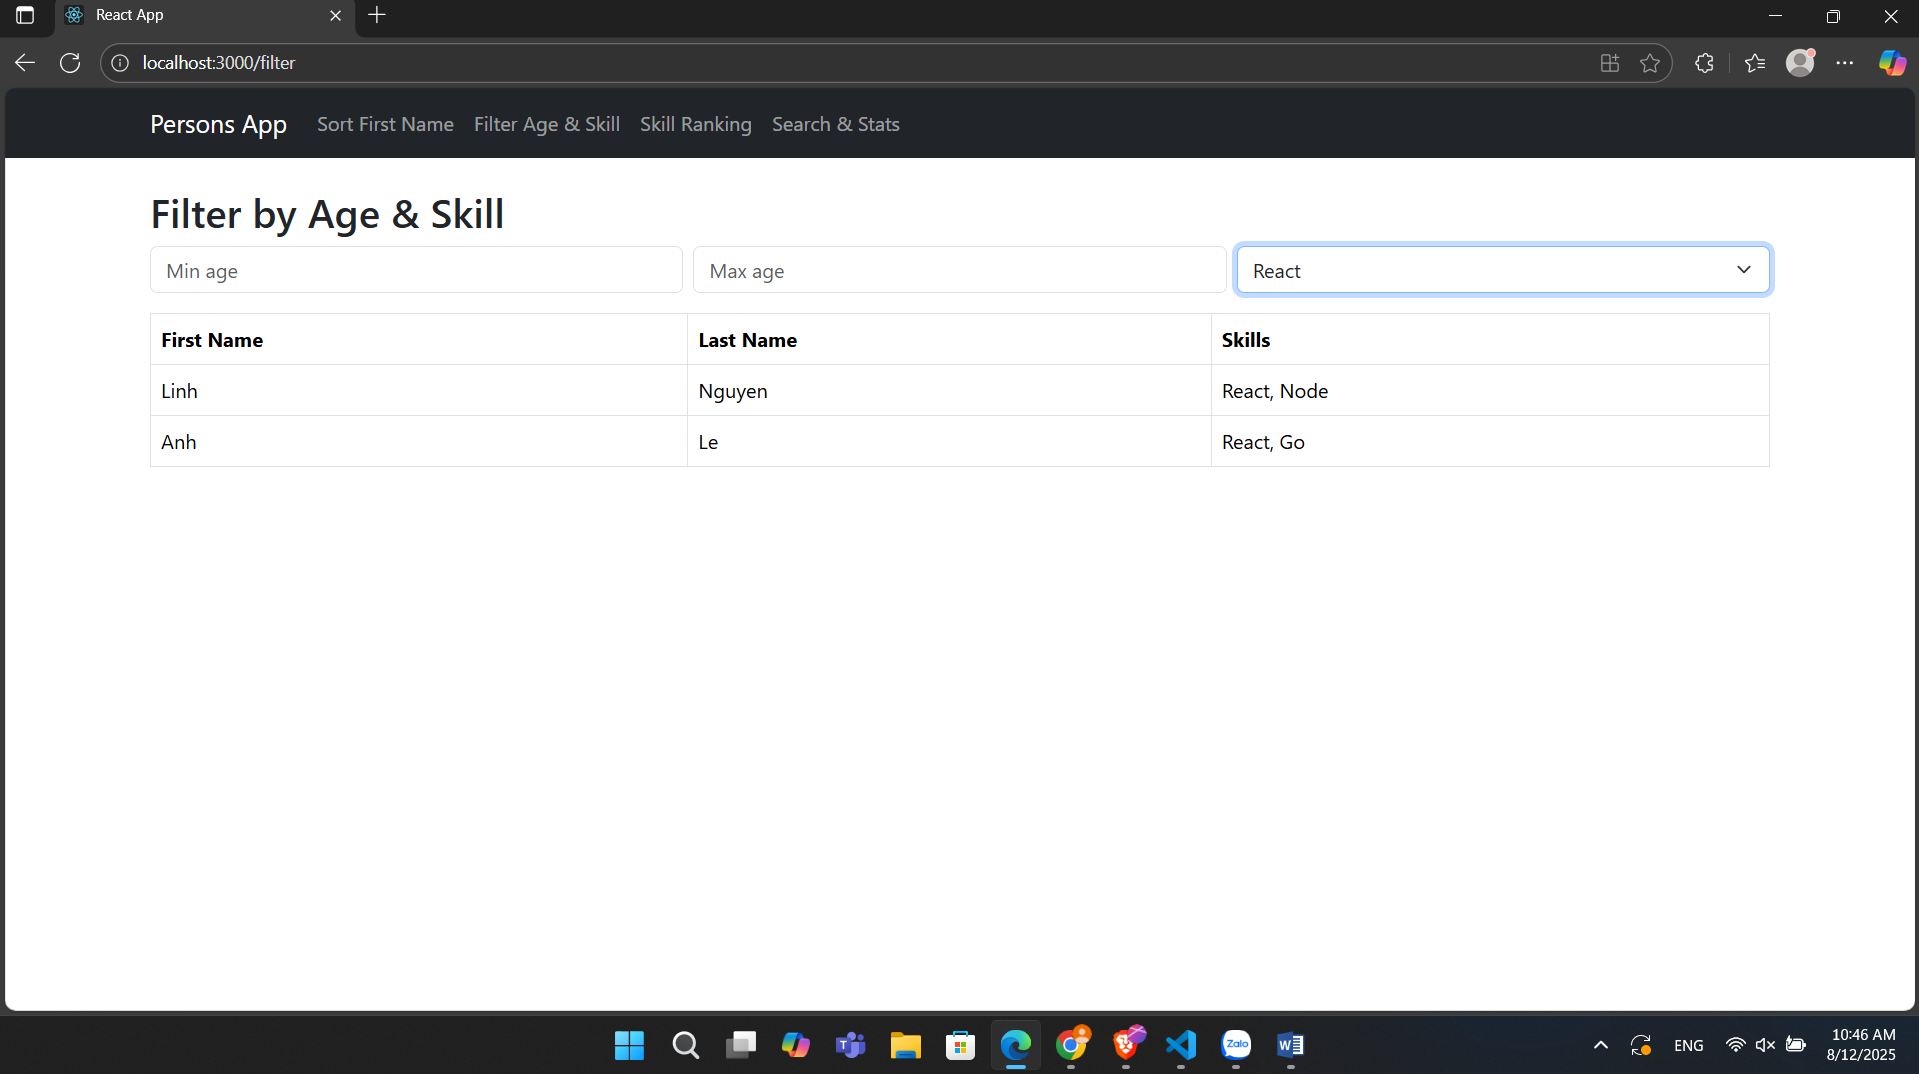 React App
localhost:3000/filter
Persons App Sort First Name Filter Age & Skill Skill Ranking Search & Stats
Filter by Age & Skill
Min age Max age React
First Name Last Name Skills
Linh Nguyen React, Node
Anh Le React, Go
Zalo ENG 10:46 AM
8/12/2025